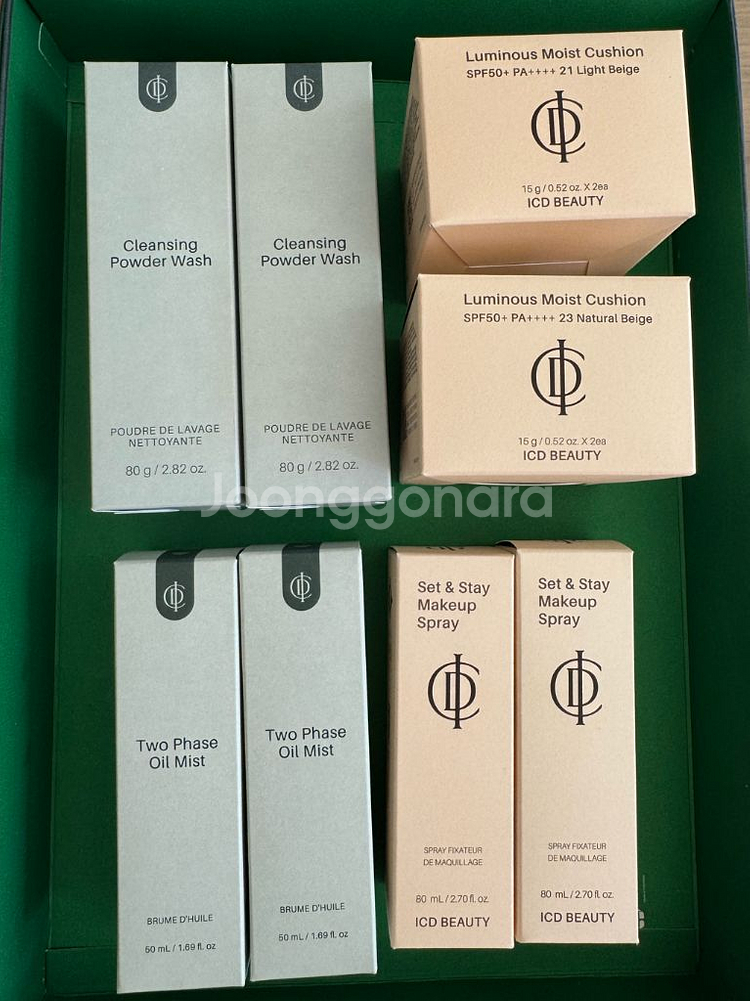 Cleansing
Powder Wash
POUDRE DE LAVAGE
NETTOYANTE
80 g / 2.82 oz.
Cleansing
Powder Wash
POUDRE DE LAVAGE
NETTOYANTE
80 g / 2.82 oz.
Luminous Moist Cushion
SPF50+ PA++++ 21 Light Beige
15 g / 0.52 oz. X 2ea
ICD BEAUTY
Luminous Moist Cushion
SPF50+ PA++++ 23 Natural Beige
15 g / 0.52 oz. X 2ea
ICD BEAUTY
Joonggonara
Two Phase
Oil Mist
BRUME D'HUILE
50 mL / 1.69 fl. oz
Two Phase
Oil Mist
BRUME D'HUILE
50 mL / 1.69 fl. oz
Set & Stay
Makeup
Spray
SPRAY FIXATEUR
DE MAQUILLAGE
80 mL / 2.70 fl. oz.
ICD BEAUTY
Set & Stay
Makeup
Spray
SPRAY FIXATEUR
DE MAQUILLAGE
80 mL / 2.70 fl. oz.
ICD BEAUTY